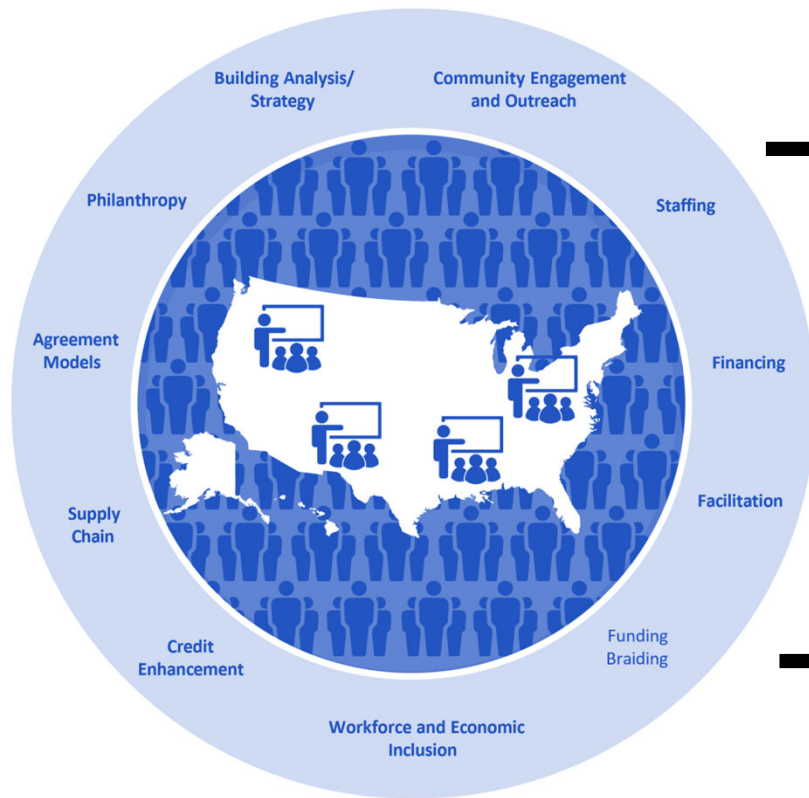 Building Analysis/
Strategy
Community Engagement
and Outreach
Philanthropy
Staffing
Agreement
Models
Financing
Supply
Chain
Facilitation
Credit
Enhancement
Funding
Braiding
Workforce and Economic
Inclusion